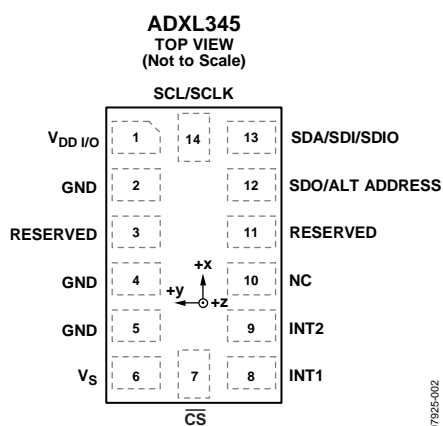 ADXL345
TOP VIEW
(Not to Scale)
SCL/SCLK
VDD I/O 1 14 13 SDA/SDI/SDIO
GND 2 12 SDO/ALT ADDRESS
RESERVED 3 11 RESERVED
+x
GND 4 +y +z 10 NC
GND 5 9 INT2
VS 6 7 8 INT1
CS
07925-002